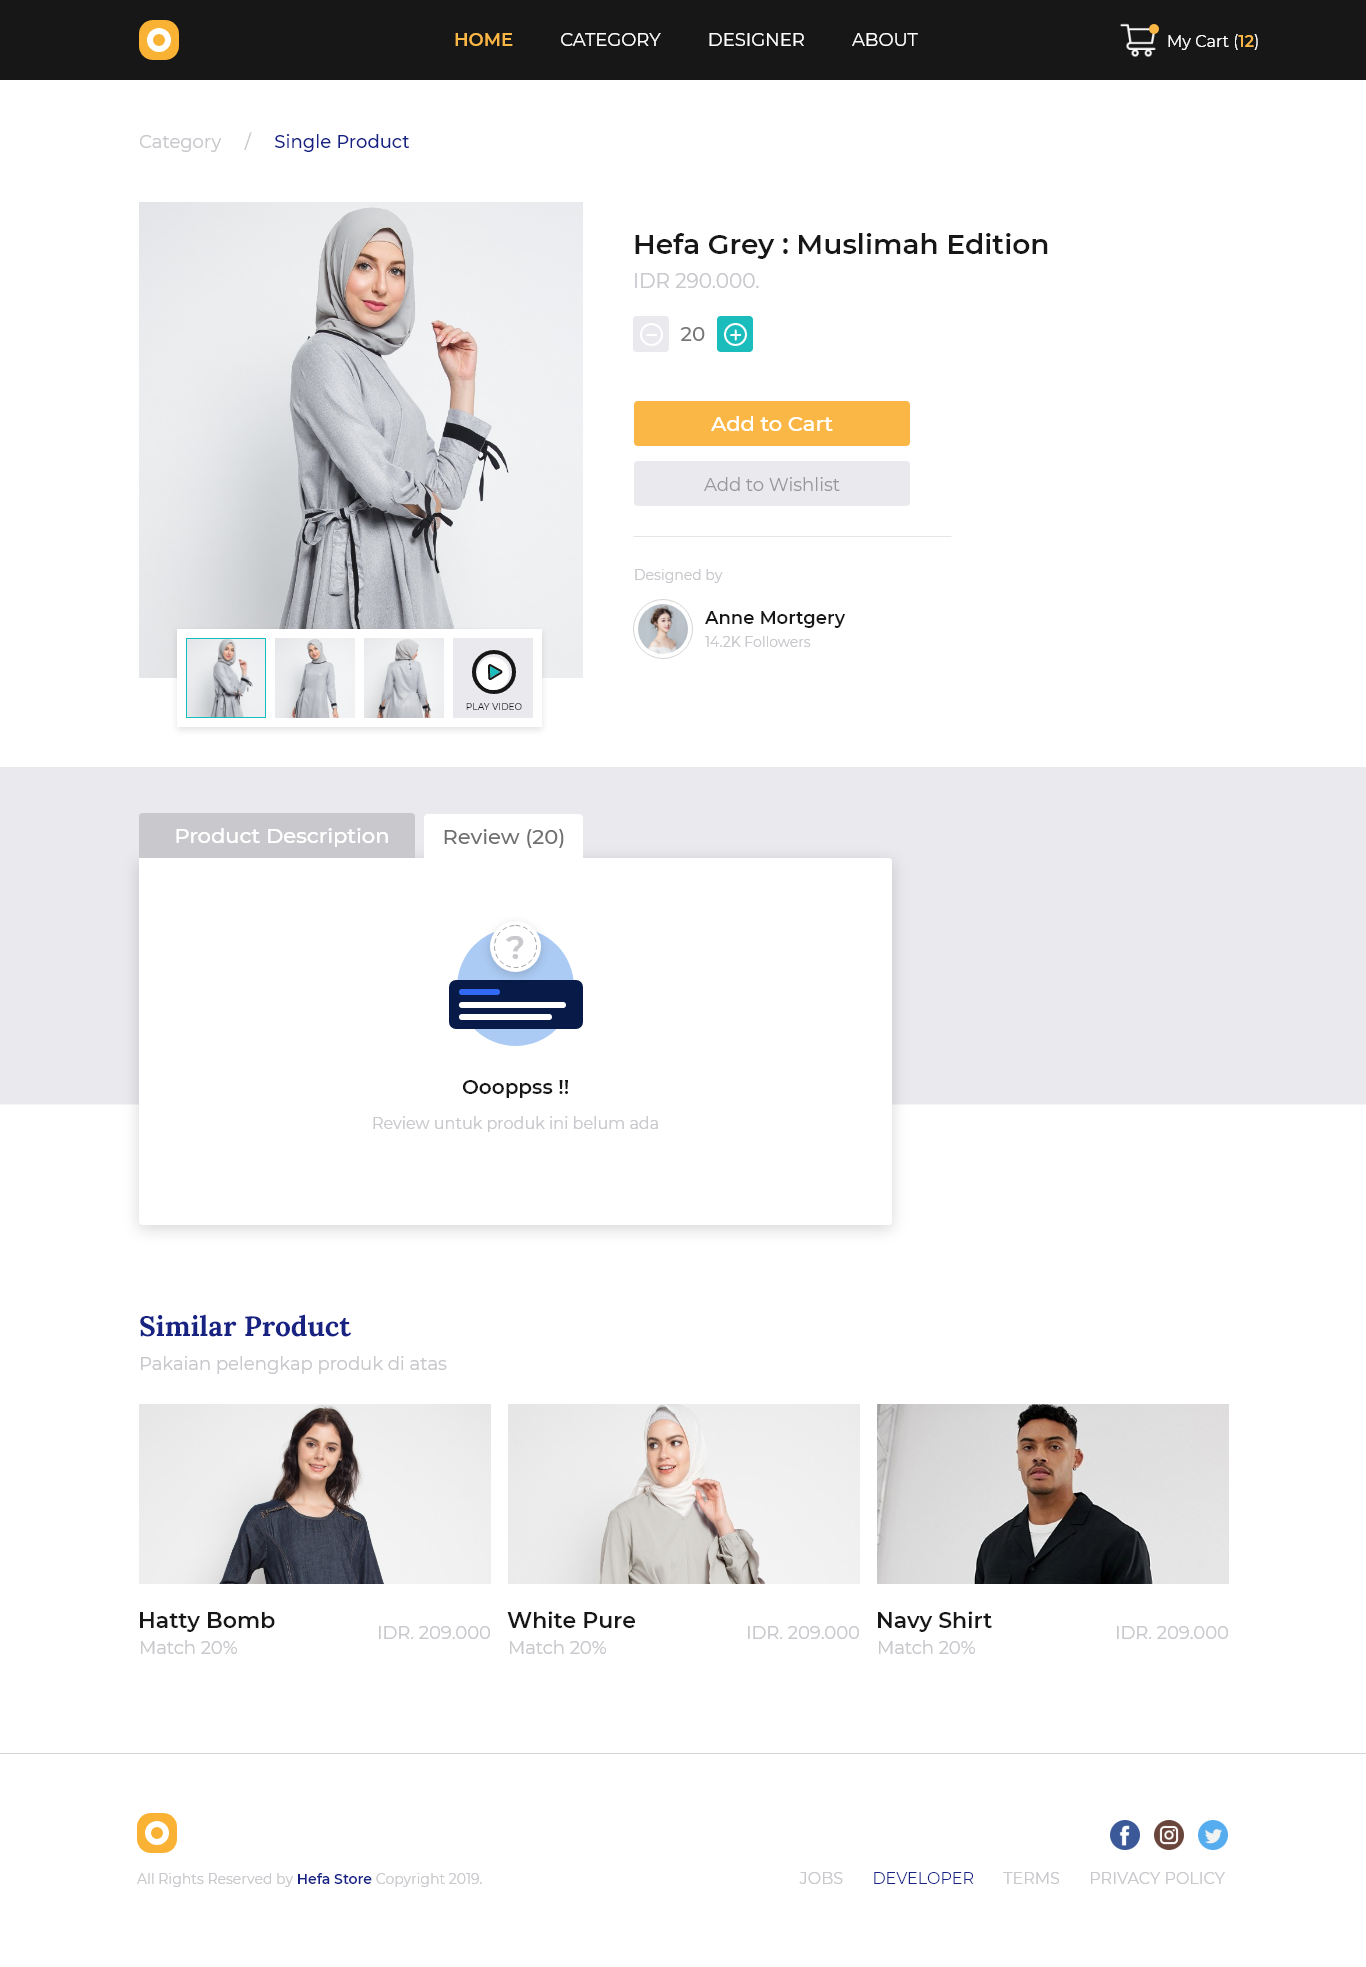 HOME CATEGORY DESIGNER ABOUT My Cart (12)
Category / Single Product
Hefa Grey : Muslimah Edition
IDR 290.000.
20
Add to Cart
Add to Wishlist
Designed by
Anne Mortgery
14.2K Followers
PLAY VIDEO
Product Description Review (20)
?
Oooppss !!
Review untuk produk ini belum ada
Similar Product
Pakaian pelengkap produk di atas
Hatty Bomb
Match 20%
IDR. 209.000
White Pure
Match 20%
IDR. 209.000
Navy Shirt
Match 20%
IDR. 209.000
All Rights Reserved by Hefa Store Copyright 2019.
JOBS DEVELOPER TERMS PRIVACY POLICY